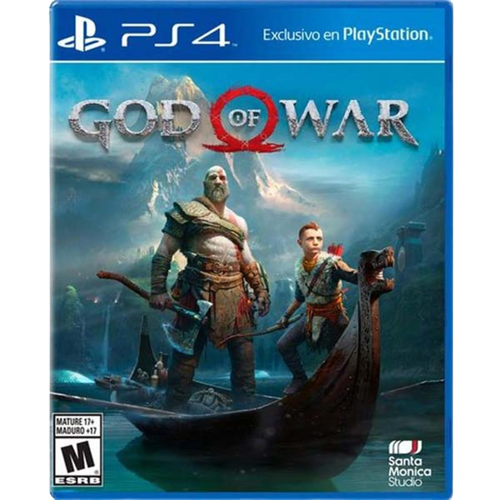 PS4
Exclusivo en PlayStation®
GOD OF WAR
MATURE 17+
MADURO +17
M
ESRB
Santa
Monica
Studio